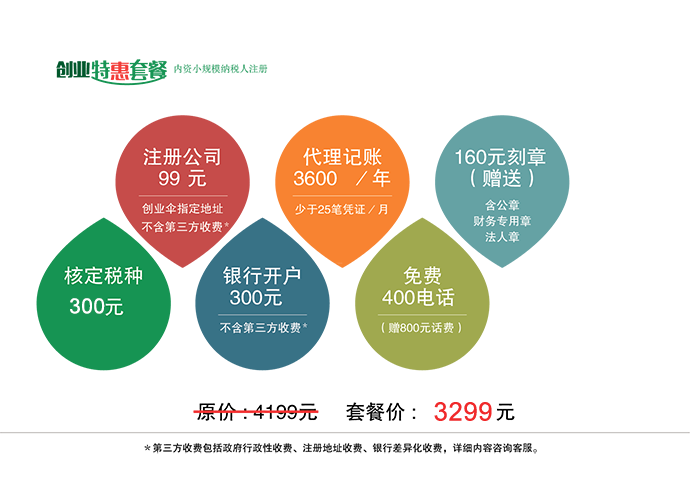 创业特惠套餐 内资小规模纳税人注册
注册公司
99 元
创业伞指定地址
不含第三方收费*
代理记账
3600 ／年
少于25笔凭证／月
160元刻章
（赠送）
含公章
财务专用章
法人章
核定税种
300元
银行开户
300元
不含第三方收费*
免费
400电话
（赠800元话费）
原价：4199元 套餐价：3299元
*第三方收费包括政府行政性收费、注册地址收费、银行差异化收费，详细内容咨询客服。